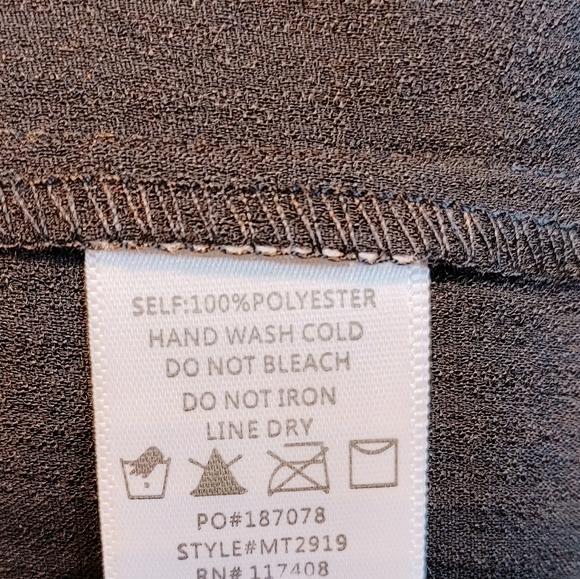 SELF:100%POLYESTER
HAND WASH COLD
DO NOT BLEACH
DO NOT IRON
LINE DRY
PO#187078
STYLE#MT2919
RN# 117408